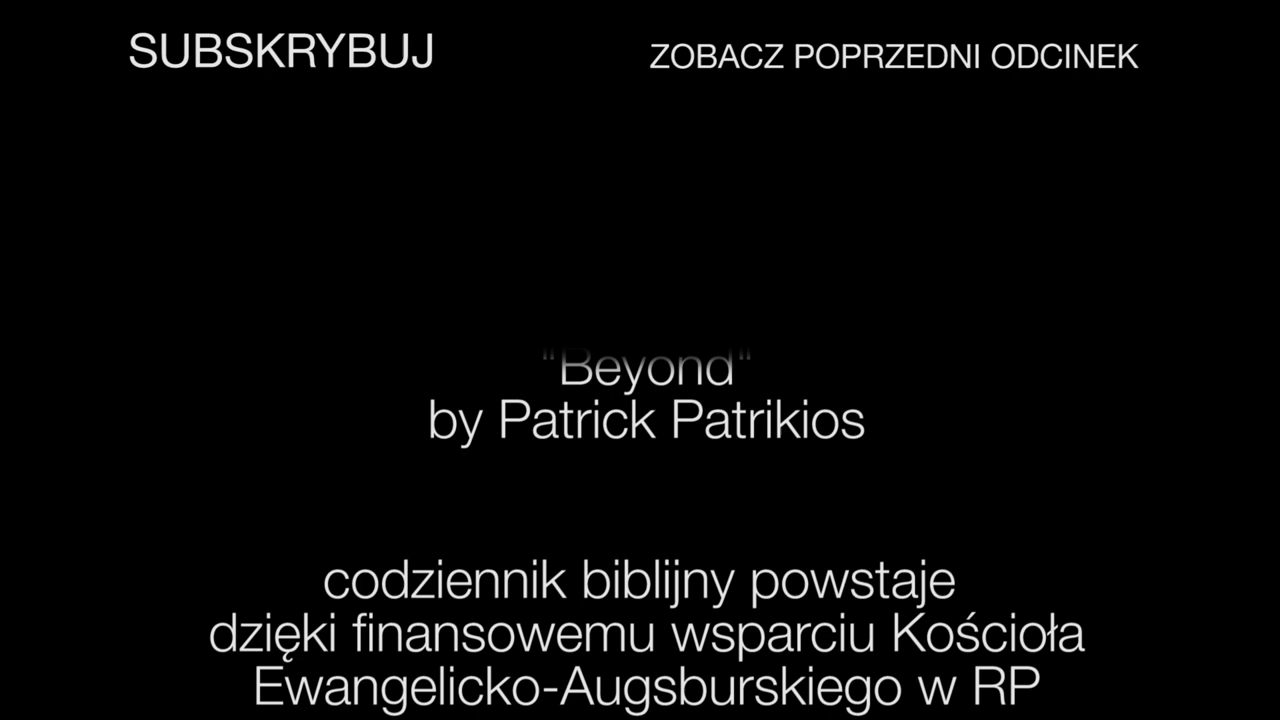 SUBSKRYBUJ
ZOBACZ POPRZEDNI ODCINEK
"Beyond"
by Patrick Patrikios
codziennik biblijny powstaje
dzięki finansowemu wsparciu Kościoła
Ewangelicko-Augsburskiego w RP